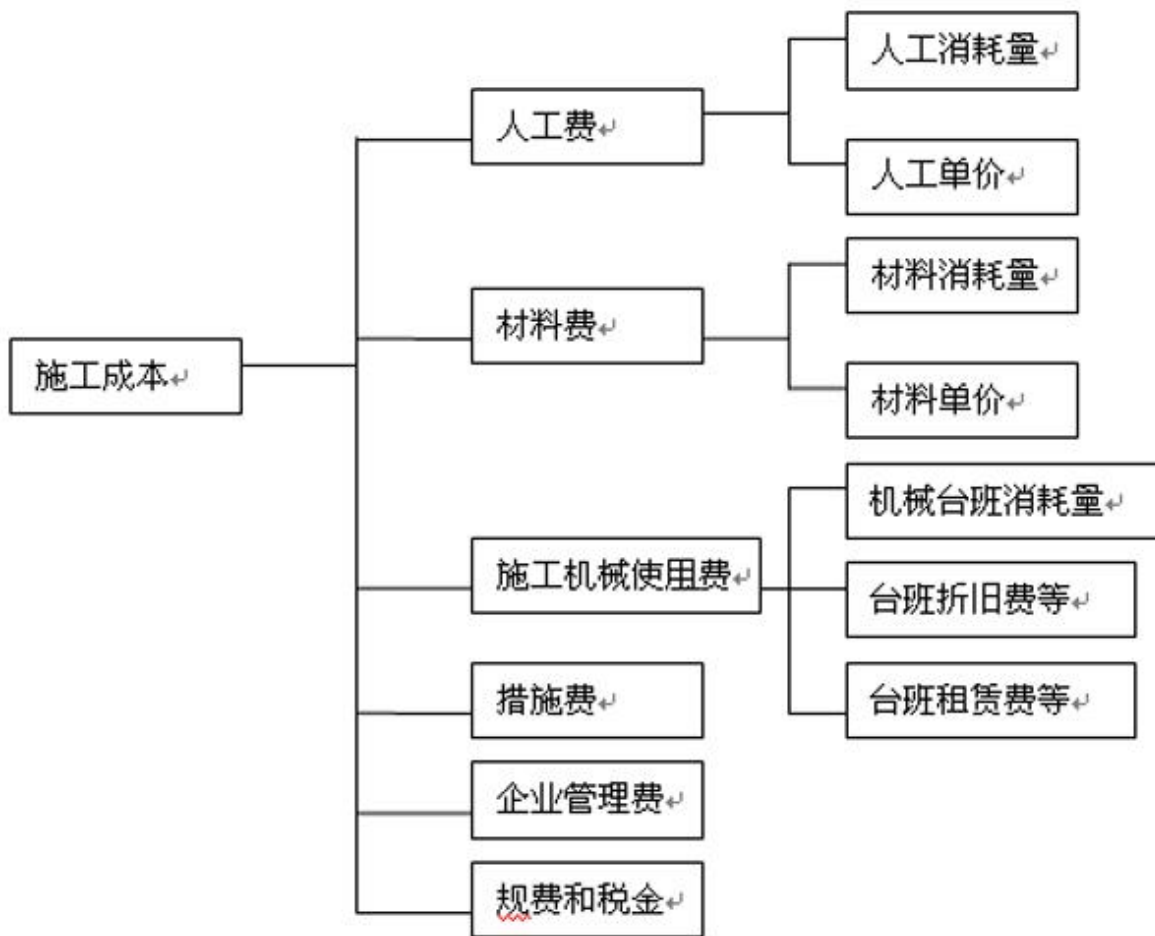 施工成本
人工费
人工消耗量
人工单价
材料费
材料消耗量
材料单价
施工机械使用费
机械台班消耗量
台班折旧费等
台班租赁费等
措施费
企业管理费
规费和税金